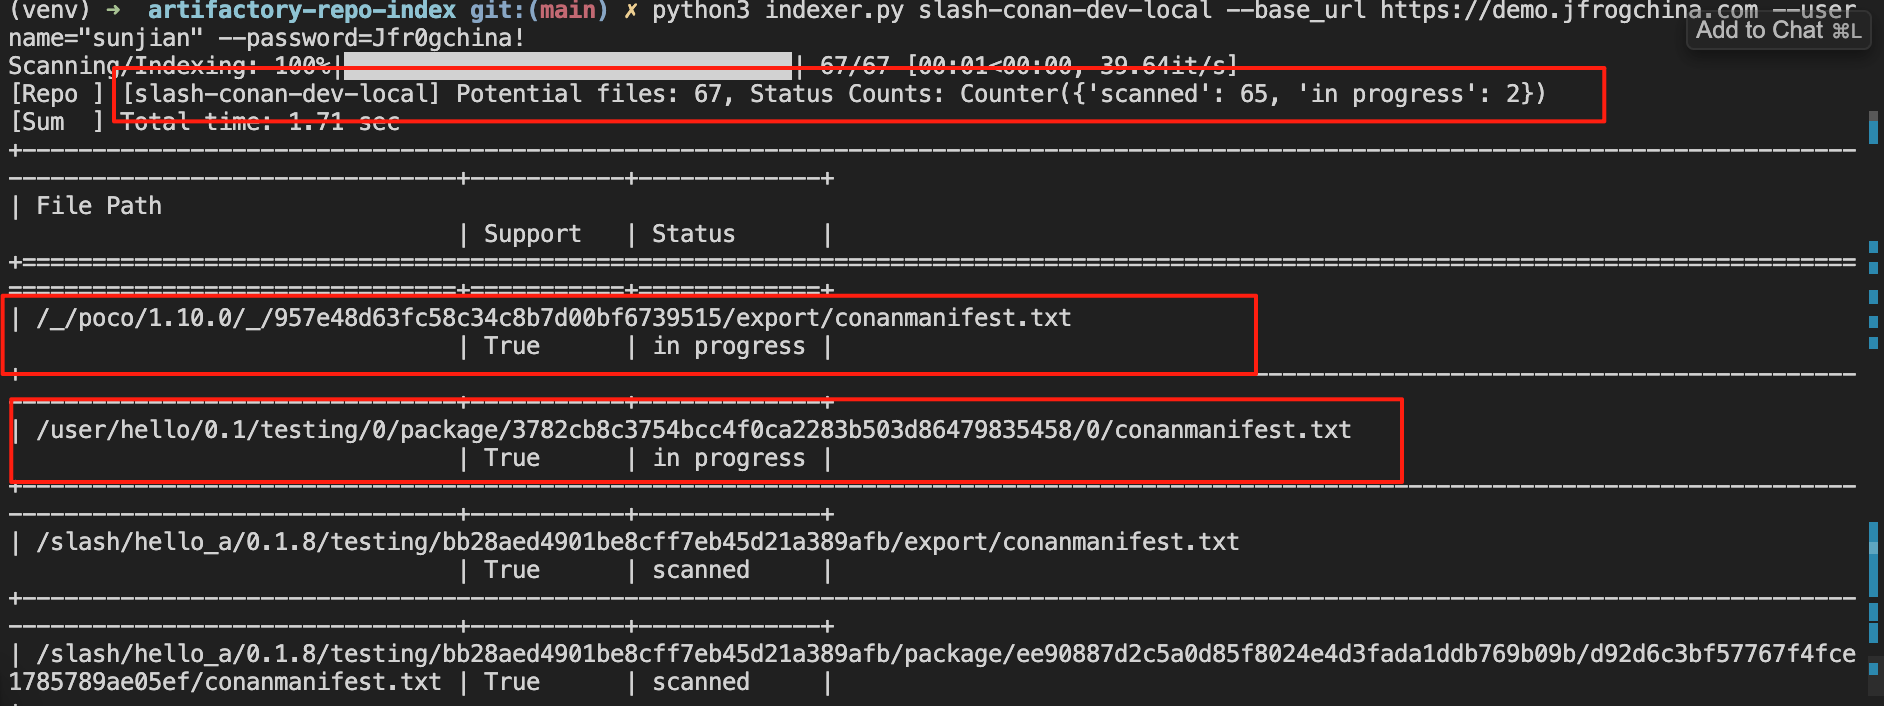 (venv) ➜  artifactory-repo-index git:(main) ✗ python3 indexer.py slash-conan-dev-local --base_url https://demo.jfrogchina.com --user
name="sunjian" --password=Jfr0gchina!
Add to Chat ⌘L
Scanning/Indexing: 100%|                                | 67/67 [00:01<00:00, 39.64it/s]
[Repo ] [slash-conan-dev-local] Potential files: 67, Status Counts: Counter({'scanned': 65, 'in progress': 2})
[Sum  ] Total time: 1.71 sec
| File Path
| Support   | Status      |
| /_/poco/1.10.0/_/957e48d63fc58c34c8b7d00bf6739515/export/conanmanifest.txt
| True      | in progress |
| /user/hello/0.1/testing/0/package/3782cb8c3754bcc4f0ca2283b503d86479835458/0/conanmanifest.txt
| True      | in progress |
| /slash/hello_a/0.1.8/testing/bb28aed4901be8cff7eb45d21a389afb/export/conanmanifest.txt
| True      | scanned     |
| /slash/hello_a/0.1.8/testing/bb28aed4901be8cff7eb45d21a389afb/package/ee90887d2c5a0d85f8024e4d3fada1ddb769b09b/d92d6c3bf57767f4fce
1785789ae05ef/conanmanifest.txt | True      | scanned     |